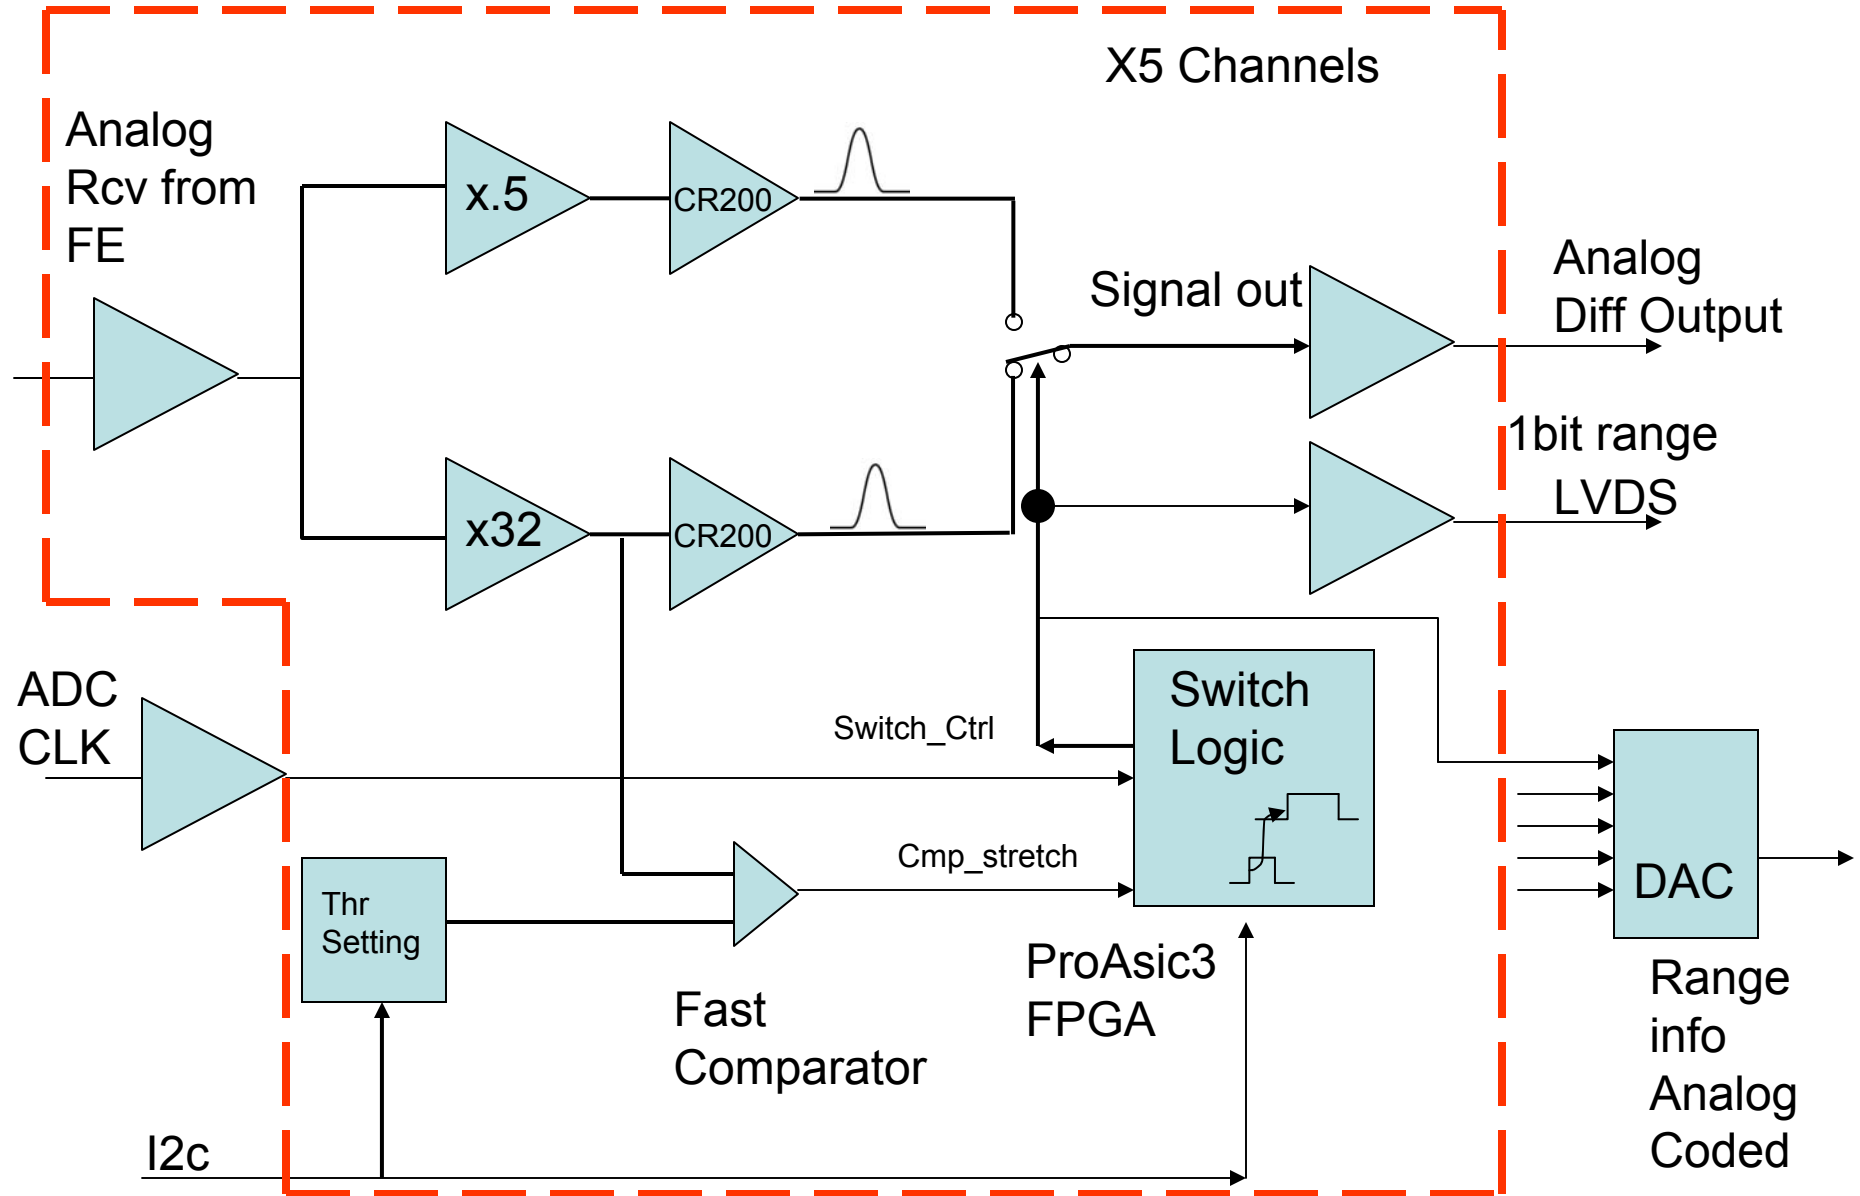 X5 Channels
Analog
Rcv from
FE
x.5
CR200
Signal out
Analog
Diff Output
1bit range
LVDS
x32
CR200
ADC
CLK
Switch_Ctrl
Switch
Logic
Cmp_stretch
Thr
Setting
DAC
Fast
Comparator
ProAsic3
FPGA
Range
info
Analog
Coded
I2c